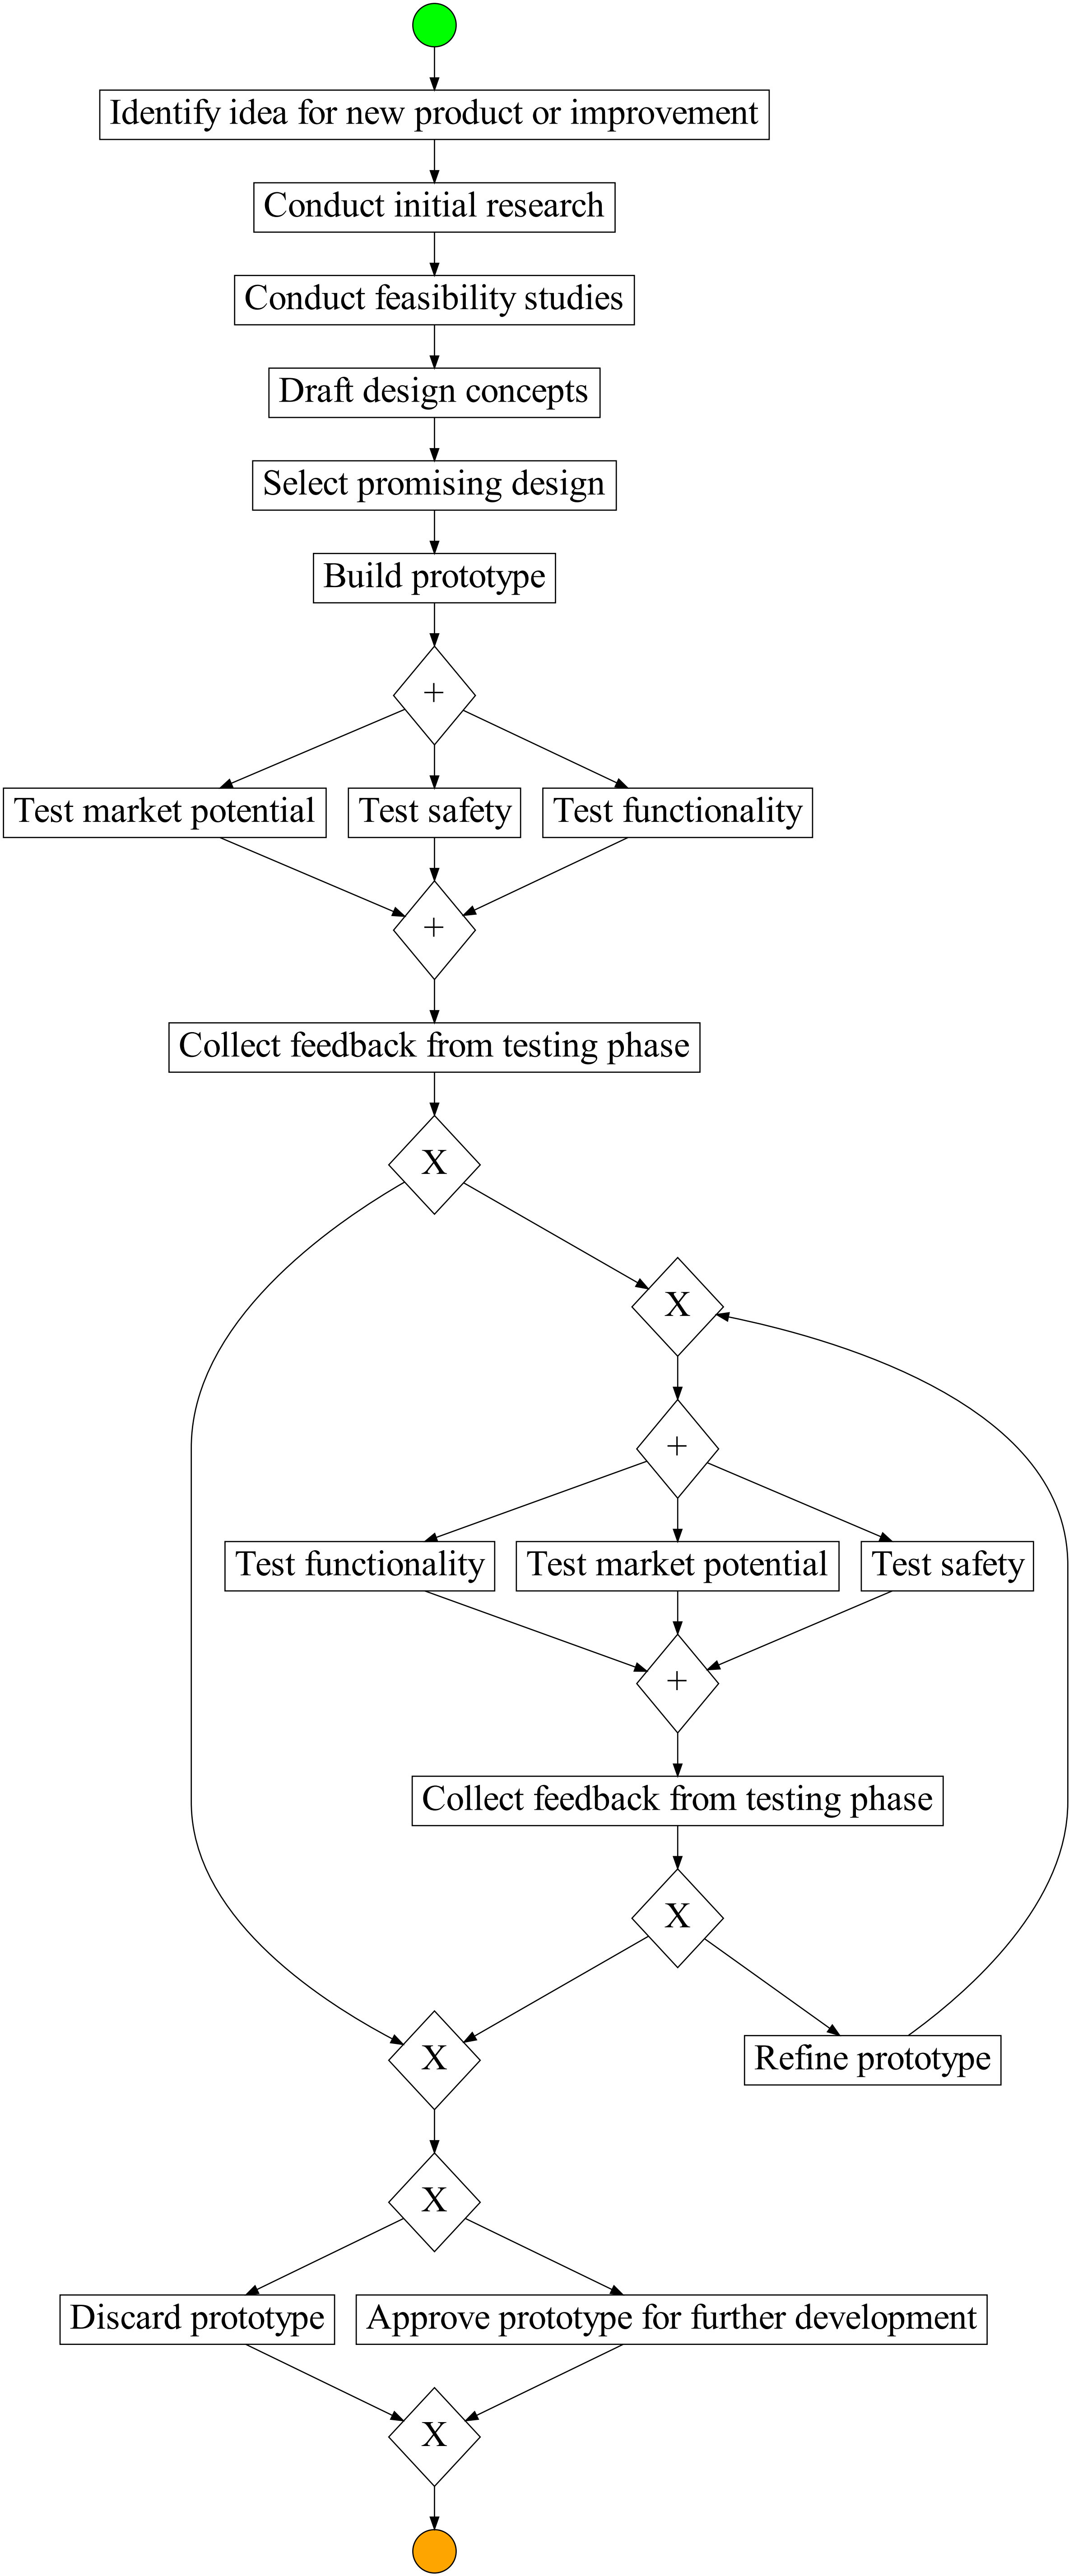 Identify idea for new product or improvement
Conduct initial research
Conduct feasibility studies
Draft design concepts
Select promising design
Build prototype
+
Test market potential
Test safety
Test functionality
+
Collect feedback from testing phase
X
X
+
Test functionality
Test market potential
Test safety
+
Collect feedback from testing phase
X
X
Refine prototype
X
Discard prototype
Approve prototype for further development
X